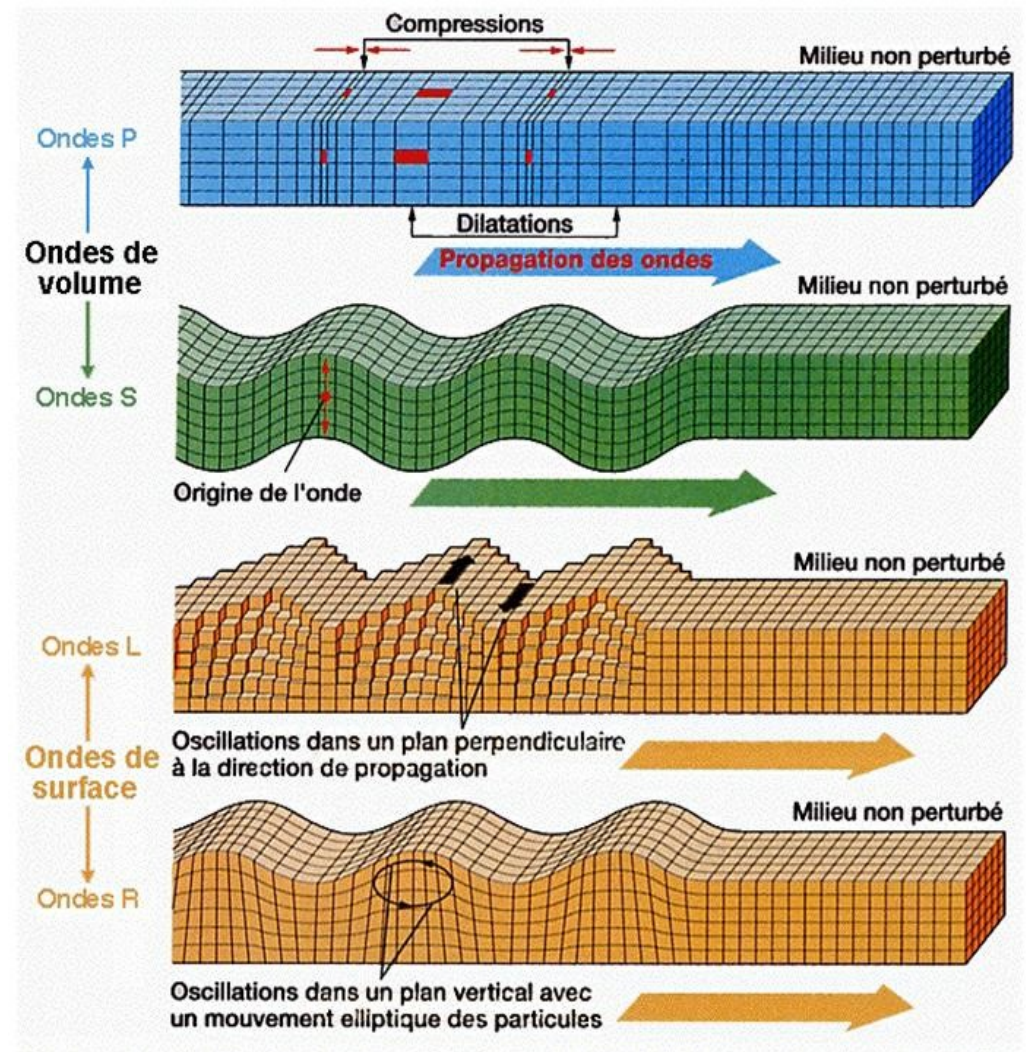 Compressions
Milieu non perturbé
Ondes P
Dilatations
Ondes de
volume
Propagation des ondes
Milieu non perturbé
Ondes S
Origine de l'onde
Milieu non perturbé
Ondes L
Oscillations dans un plan perpendiculaire
à la direction de propagation
Ondes de
surface
Milieu non perturbé
Ondes R
Oscillations dans un plan vertical avec
un mouvement elliptique des particules